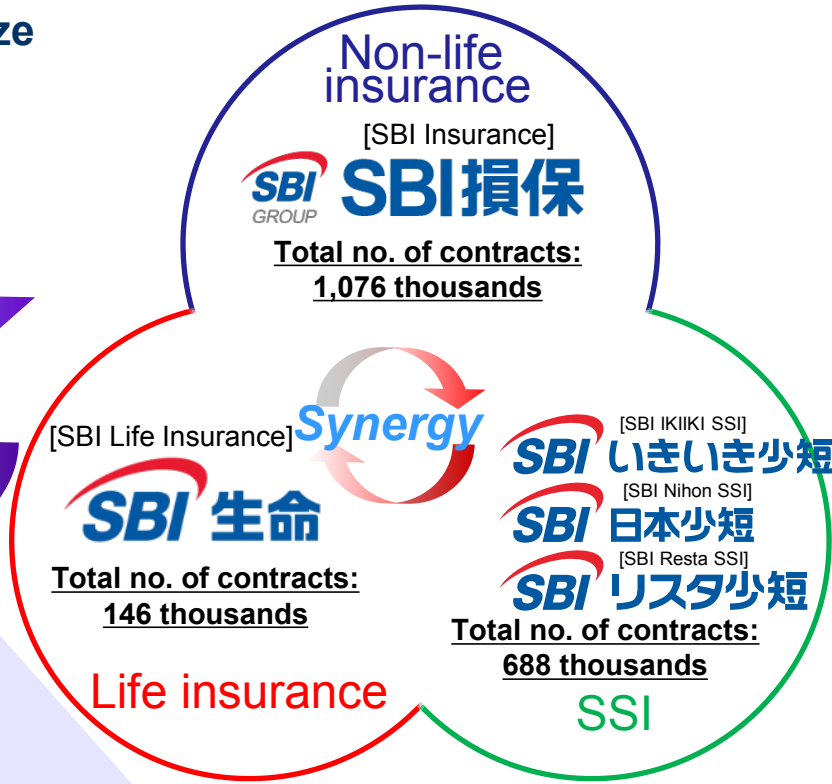 ze
Non-life
insurance
[SBI Insurance]
SBI GROUP SBI損保
Total no. of contracts:
1,076 thousands
Synergy
[SBI Life Insurance]
SBI 生命
Total no. of contracts:
146 thousands
Life insurance
[SBI IKIIKI SSI]
SBI いきいき少短
[SBI Nihon SSI]
SBI 日本少短
[SBI Resta SSI]
SBI リスタ少短
Total no. of contracts:
688 thousands
SSI